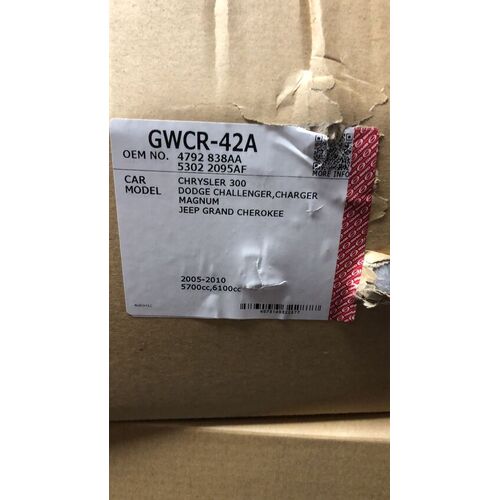 GWCR-42A
OEM NO. 4792 838AA
5302 2095AF
MORE INFO
CAR MODEL
CHRYSLER 300
DODGE CHALLENGER,CHARGER
MAGNUM
JEEP GRAND CHEROKEE
2005-2010
5700cc,6100cc